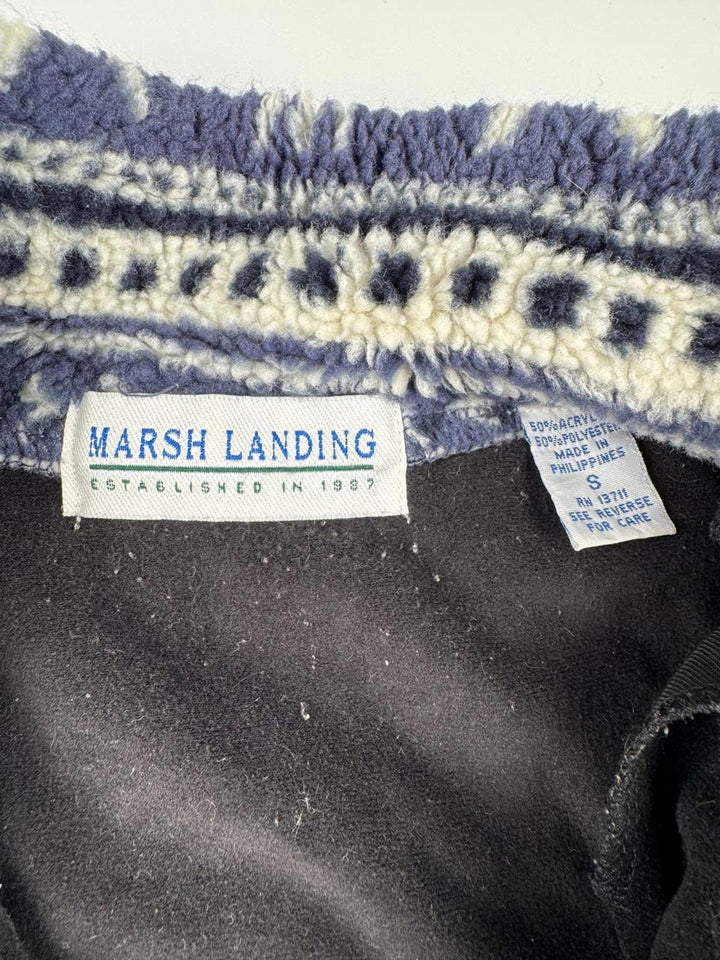 MARSH LANDING
ESTABLISHED IN 1987
50% ACRYLIC
50% POLYESTER
MADE IN
PHILIPPINES
S
RN 13711
SEE REVERSE
FOR CARE